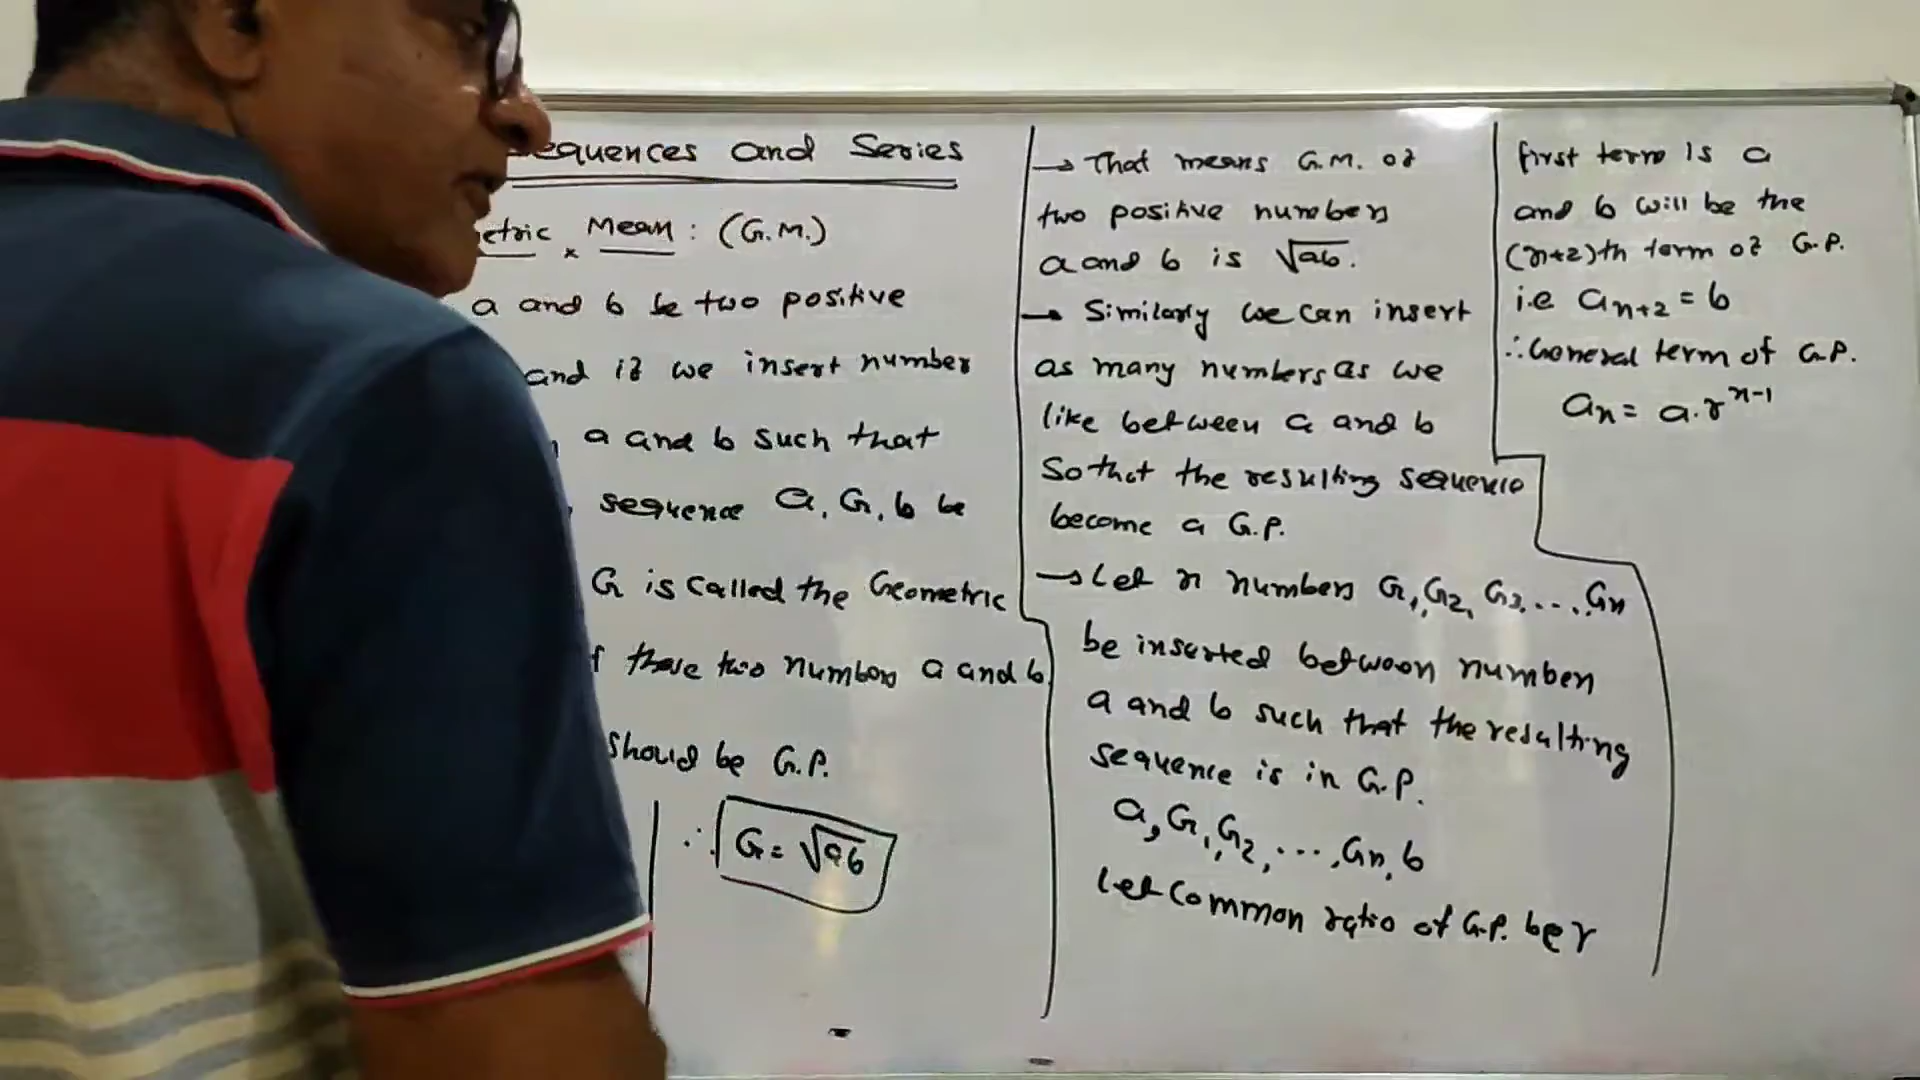 equences and Series
etric Mean : (G.M.)
a and b be two positive
and if we insert number
a and b such that
sequence a, G, b be
G is called the Geometric
f these two numbers a and b.
should be G.P.
∴ G = √ab
→ That means G.M. of
two positive numbers
a and b is √ab.
→ Similarly we can insert
as many numbers as we
like between a and b
So that the resulting sequence
become a G.P.
→ Let n numbers G₁, G₂, G₃, ..., Gn
be inserted between number
a and b such that the resulting
sequence is in G.P.
a, G₁, G₂, ..., Gn, b
Let Common ratio of G.P. be r
first term is a
and b will be the
(n+2)th term of G.P.
i.e aₙ₊₂ = b
∴ General term of G.P.
aₙ = a.rⁿ⁻¹